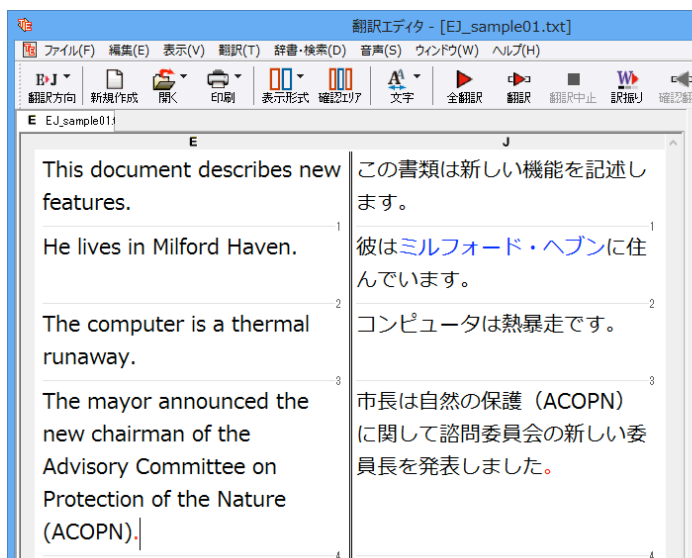 翻訳エディタ - [EJ_sample01.txt]
ファイル(F) 編集(E) 表示(V) 翻訳(T) 辞書・検索(D) 音声(S) ウィンドウ(W) ヘルプ(H)
E▸J
翻訳方向 新規作成 開く 印刷 表示形式 確認エリア 文字 全翻訳 翻訳 翻訳中止 訳振り 確認翻
E EJ_sample01.t
E J
This document describes new
features.
1
この書類は新しい機能を記述し
ます。
1
He lives in Milford Haven.
2
彼はミルフォード・ヘブンに住
んでいます。
2
The computer is a thermal
runaway.
3
コンピュータは熱暴走です。
3
The mayor announced the
new chairman of the
Advisory Committee on
Protection of the Nature
(ACOPN).
4
市長は自然の保護（ACOPN）
に関して諮問委員会の新しい委
員長を発表しました。
4